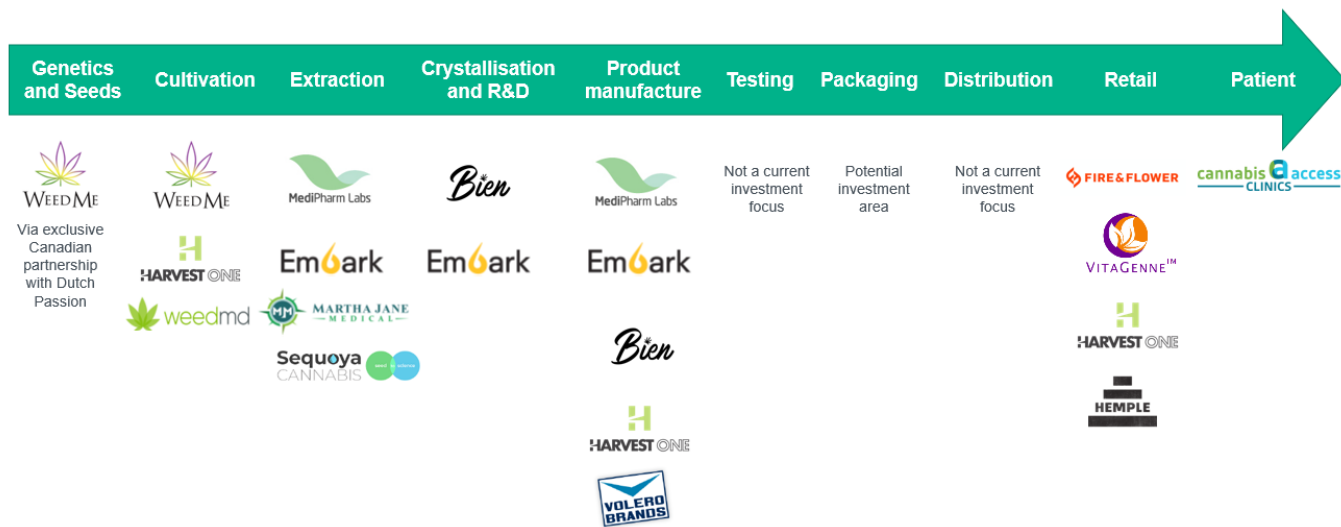 Genetics
and Seeds
Cultivation
Extraction
Crystallisation
and R&D
Product
manufacture
Testing
Packaging
Distribution
Retail
Patient
WEEDME
Via exclusive
Canadian
partnership
with Dutch
Passion
WEEDME
HARVEST ONE
weedmd
MediPharm Labs
Embark
MJM
MARTHA JANE
MEDICAL
Sequoya
CANNABIS
Bien
Embark
MediPharm Labs
Embark
Bien
HARVEST ONE
VOLERO
BRANDS
Not a current
investment
focus
Potential
investment
area
Not a current
investment
focus
FIRE&FLOWER
VITAGENNE™
HARVEST ONE
HEMPLE
cannabis a access
CLINICS